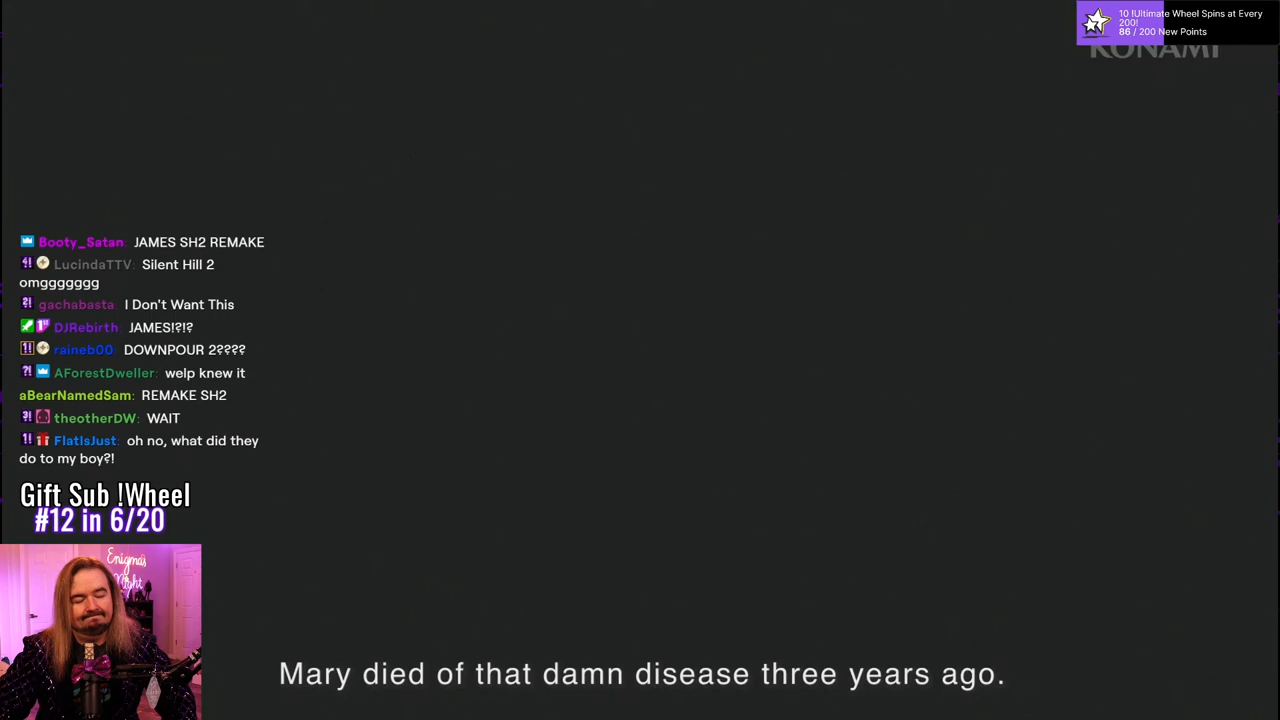 10 !Ultimate Wheel Spins at Every
200!
86 / 200 New Points
KONAMI
Booty_Satan: JAMES SH2 REMAKE
LucindaTTV: Silent Hill 2
omggggggg
gachabasta: I Don't Want This
DJRebirth: JAMES!?!?
raineb00: DOWNPOUR 2????
AForestDweller: welp knew it
aBearNamedSam: REMAKE SH2
theotherDW: WAIT
FlatIsJust: oh no, what did they
do to my boy?!
Gift Sub !Wheel
#12 in 6/20
Enigma's
Night
Mary died of that damn disease three years ago.